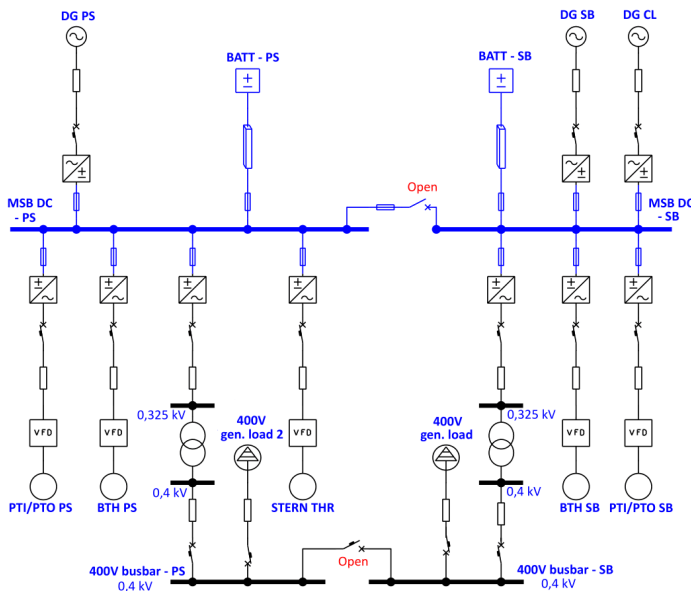 DG PS
DG SB
DG CL
BATT - PS
BATT - SB
Open
MSB DC
- PS
MSB DC
- SB
0,325 kV
400V
gen. load 2
400V
gen. load
0,325 kV
VFD
VFD
VFD
VFD
VFD
0,4 kV
0,4 kV
PTI/PTO PS
BTH PS
STERN THR
BTH SB
PTI/PTO SB
400V busbar - PS
0,4 kV
Open
400V busbar - SB
0,4 kV